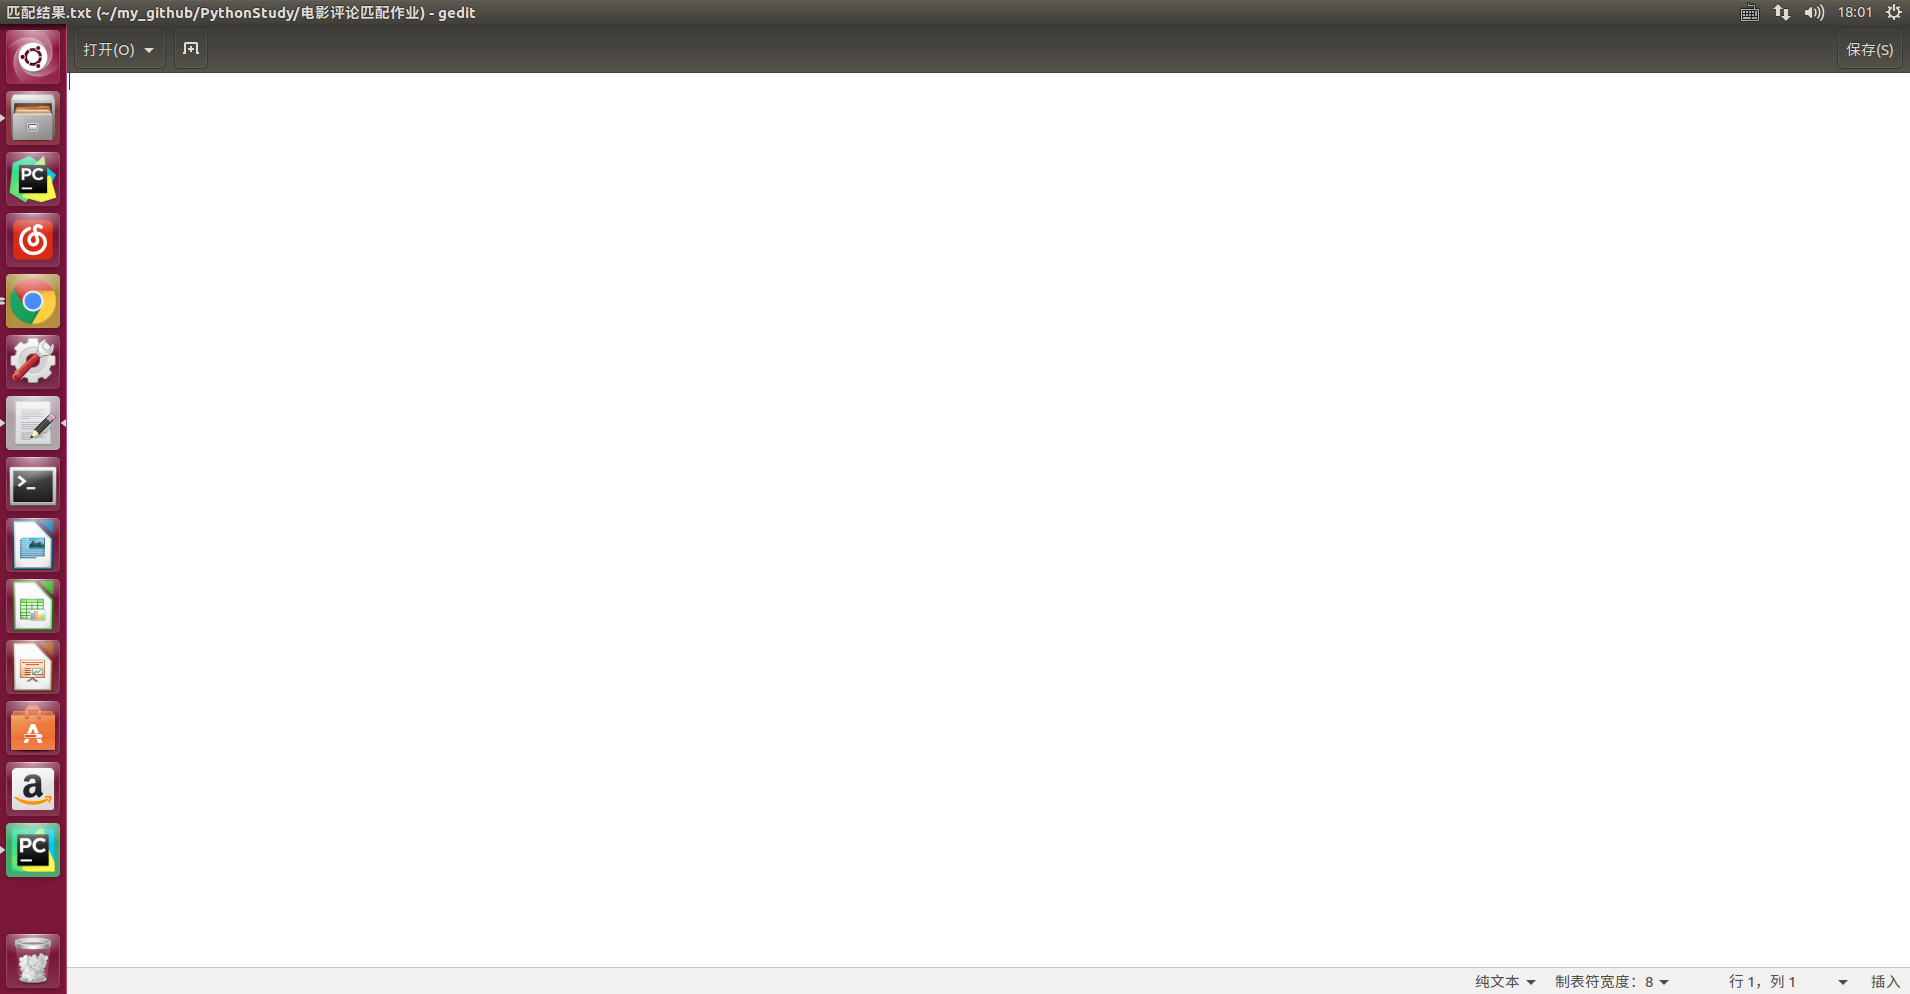 匹配结果.txt (~/my_github/PythonStudy/电影评论匹配作业) - gedit
18:01
打开(O)
保存(S)
PC
>_
A
a
PC
纯文本
制表符宽度：8
行 1，列 1
插入